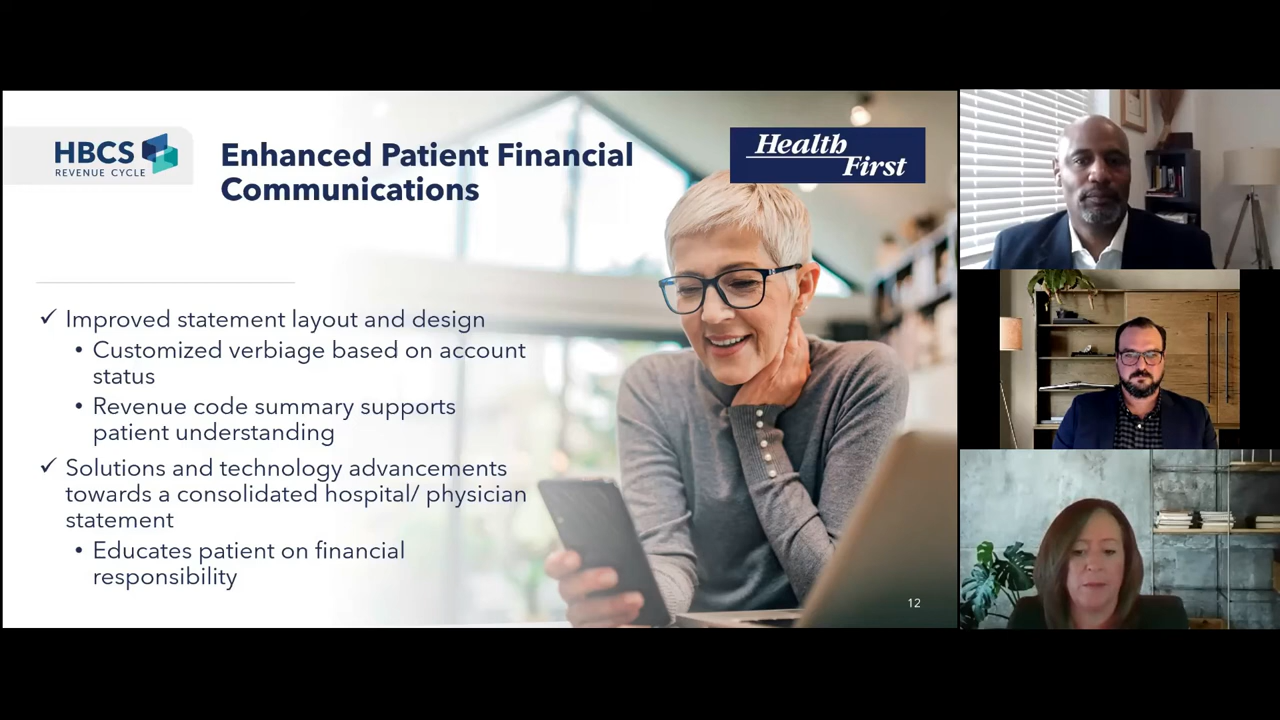 HBCS
REVENUE CYCLE
Enhanced Patient Financial
Communications
Health
First
✓ Improved statement layout and design
• Customized verbiage based on account
status
• Revenue code summary supports
patient understanding
✓ Solutions and technology advancements
towards a consolidated hospital/ physician
statement
• Educates patient on financial
responsibility
12